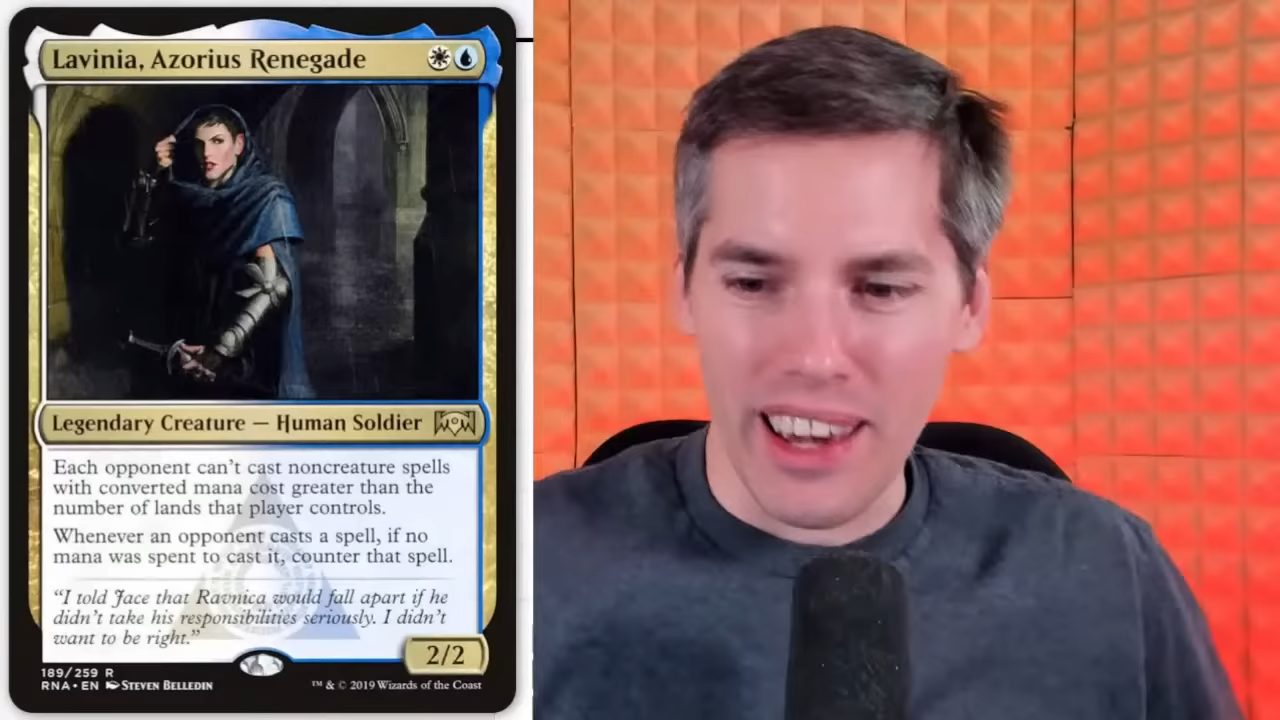 Lavinia, Azorius Renegade
Legendary Creature — Human Soldier
Each opponent can't cast noncreature spells
with converted mana cost greater than the
number of lands that player controls.
Whenever an opponent casts a spell, if no
mana was spent to cast it, counter that spell.
"I told Jace that Ravnica would fall apart if he
didn't take his responsibilities seriously. I didn't
want to be right."
2/2
189/259 R
RNA • EN Steven Belledin
™ & © 2019 Wizards of the Coast